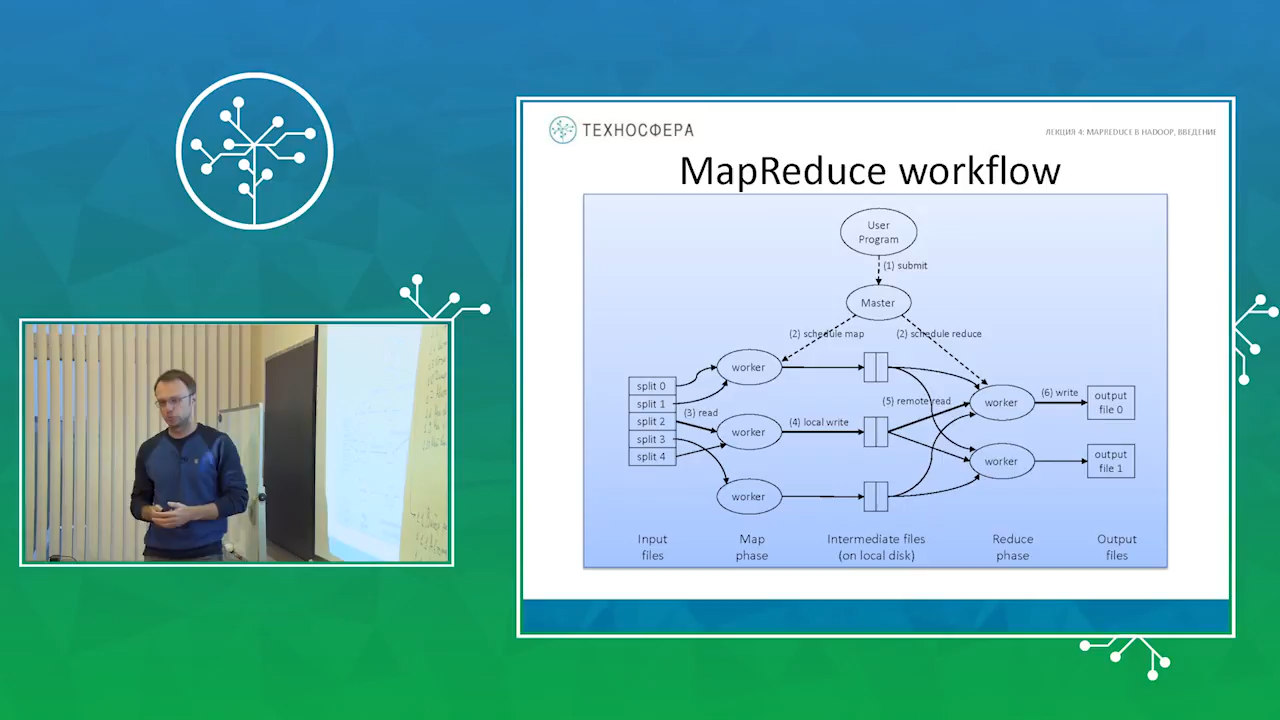 ТЕХНОСФЕРА
ЛЕКЦИЯ 4: MAPREDUCE В HADOOP, ВВЕДЕНИЕ
MapReduce workflow
User
Program
(1) submit
Master
(2) schedule map
(2) schedule reduce
worker
split 0
split 1
split 2
split 3
split 4
(3) read
worker
(4) local write
(5) remote read
worker
(6) write
output
file 0
worker
worker
output
file 1
Input
files
Map
phase
Intermediate files
(on local disk)
Reduce
phase
Output
files